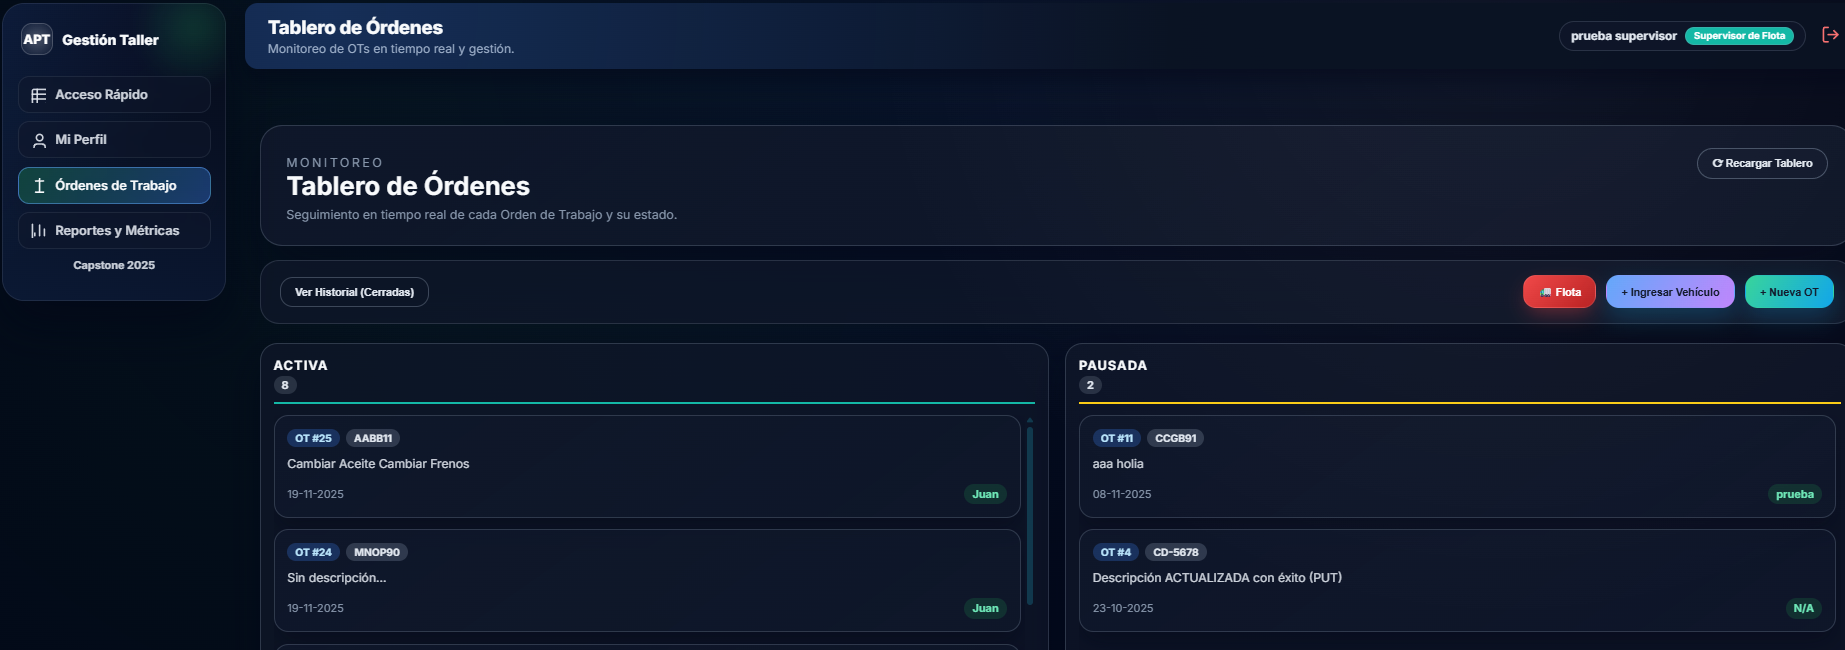 APT Gestión Taller
Acceso Rápido
Mi Perfil
Órdenes de Trabajo
Reportes y Métricas
Capstone 2025
Tablero de Órdenes
Monitoreo de OTs en tiempo real y gestión.
prueba supervisor Supervisor de Flota
MONITOREO
Tablero de Órdenes
Seguimiento en tiempo real de cada Orden de Trabajo y su estado.
Recargar Tablero
Ver Historial (Cerradas)
Flota
+ Ingresar Vehículo
+ Nueva OT
ACTIVA
8
OT #25 AABB11
Cambiar Aceite Cambiar Frenos
19-11-2025 Juan
OT #24 MNOP90
Sin descripción...
19-11-2025 Juan
PAUSADA
2
OT #11 CCGB91
aaa holia
08-11-2025 prueba
OT #4 CD-5678
Descripción ACTUALIZADA con éxito (PUT)
23-10-2025 N/A